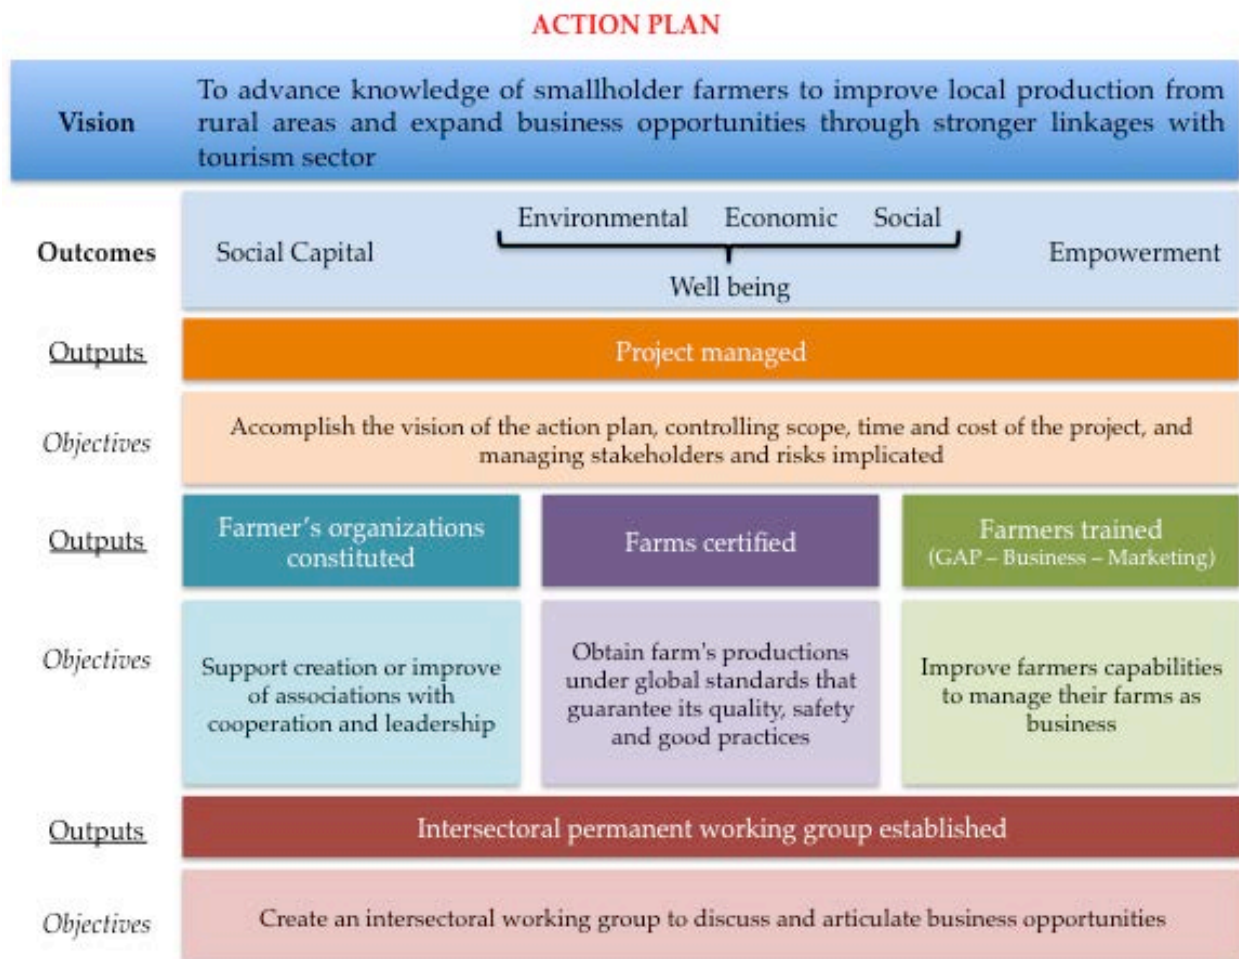 ACTION PLAN
Vision
To advance knowledge of smallholder farmers to improve local production from
rural areas and expand business opportunities through stronger linkages with
tourism sector
Outcomes
Social Capital
Environmental Economic Social
Well being
Empowerment
Outputs
Project managed
Objectives
Accomplish the vision of the action plan, controlling scope, time and cost of the project, and
managing stakeholders and risks implicated
Outputs
Farmer's organizations
constituted
Farms certified
Farmers trained
(GAP – Business – Marketing)
Objectives
Support creation or improve
of associations with
cooperation and leadership
Obtain farm's productions
under global standards that
guarantee its quality, safety
and good practices
Improve farmers capabilities
to manage their farms as
business
Outputs
Intersectoral permanent working group established
Objectives
Create an intersectoral working group to discuss and articulate business opportunities